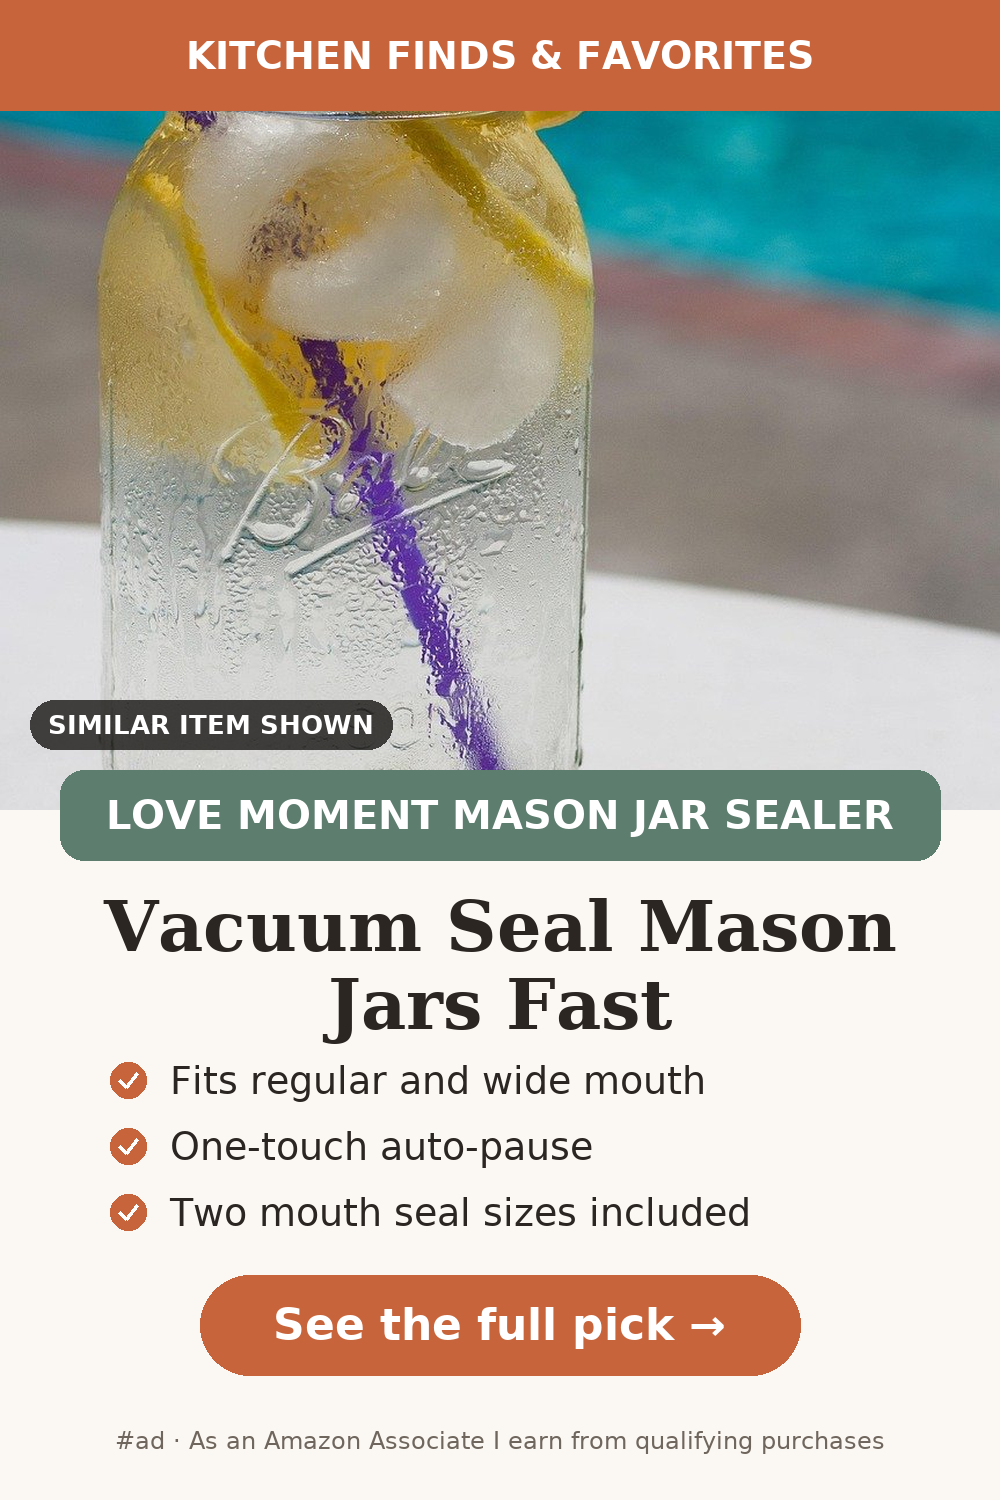 KITCHEN FINDS & FAVORITES
Ball
SIMILAR ITEM SHOWN
LOVE MOMENT MASON JAR SEALER
Vacuum Seal Mason
Jars Fast
Fits regular and wide mouth
One-touch auto-pause
Two mouth seal sizes included
See the full pick →
#ad · As an Amazon Associate I earn from qualifying purchases